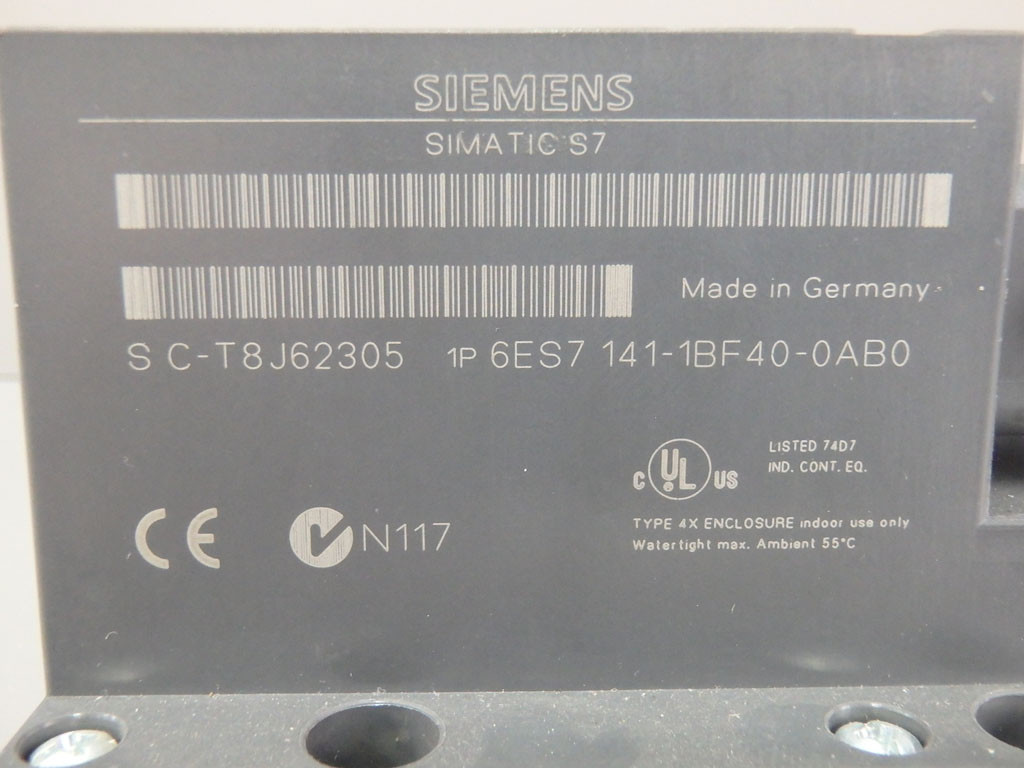 SIEMENS
SIMATIC S7
Made in Germany
S C-T8J62305 1P 6ES7 141-1BF40-0AB0
C UL US
LISTED 74D7
IND. CONT. EQ.
CE N117
TYPE 4X ENCLOSURE indoor use only
Watertight max. Ambient 55°C